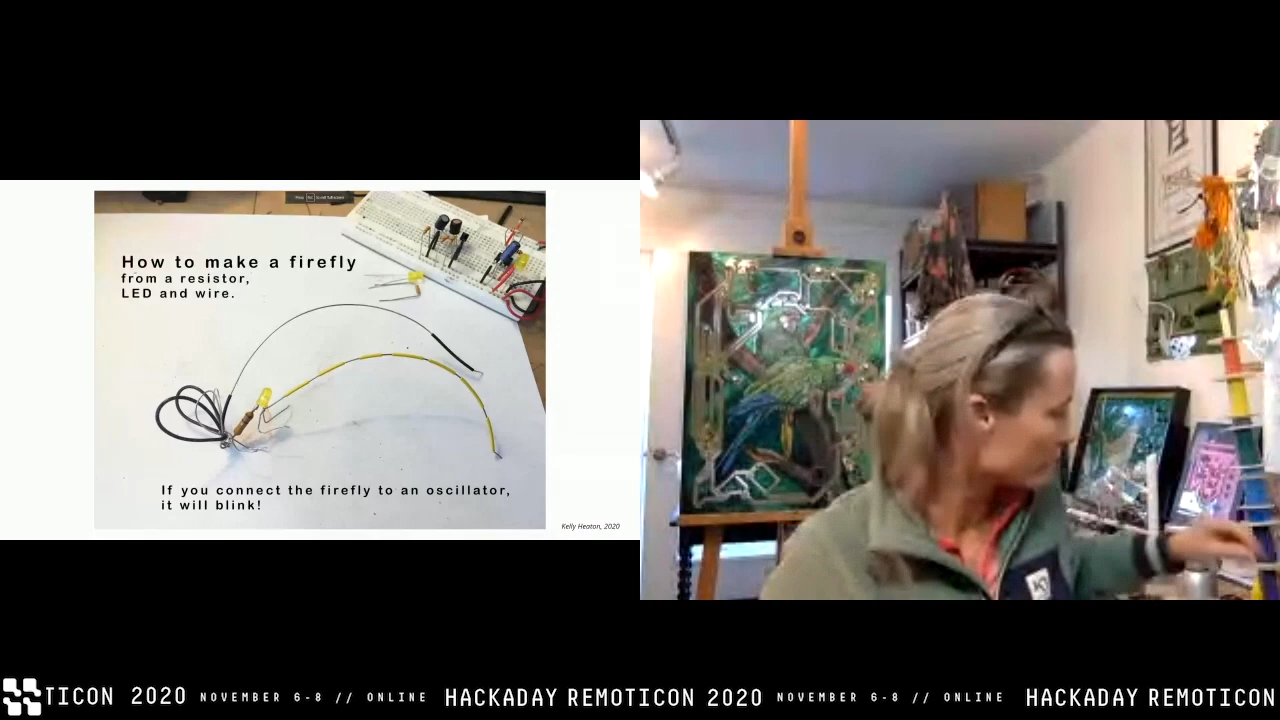 How to make a firefly
from a resistor,
LED and wire.
If you connect the firefly to an oscillator,
it will blink!
Kelly Heaton, 2020
TICON 2020 NOVEMBER 6-8 // ONLINE HACKADAY REMOTICON 2020 NOVEMBER 6-8 // ONLINE HACKADAY REMOTICON